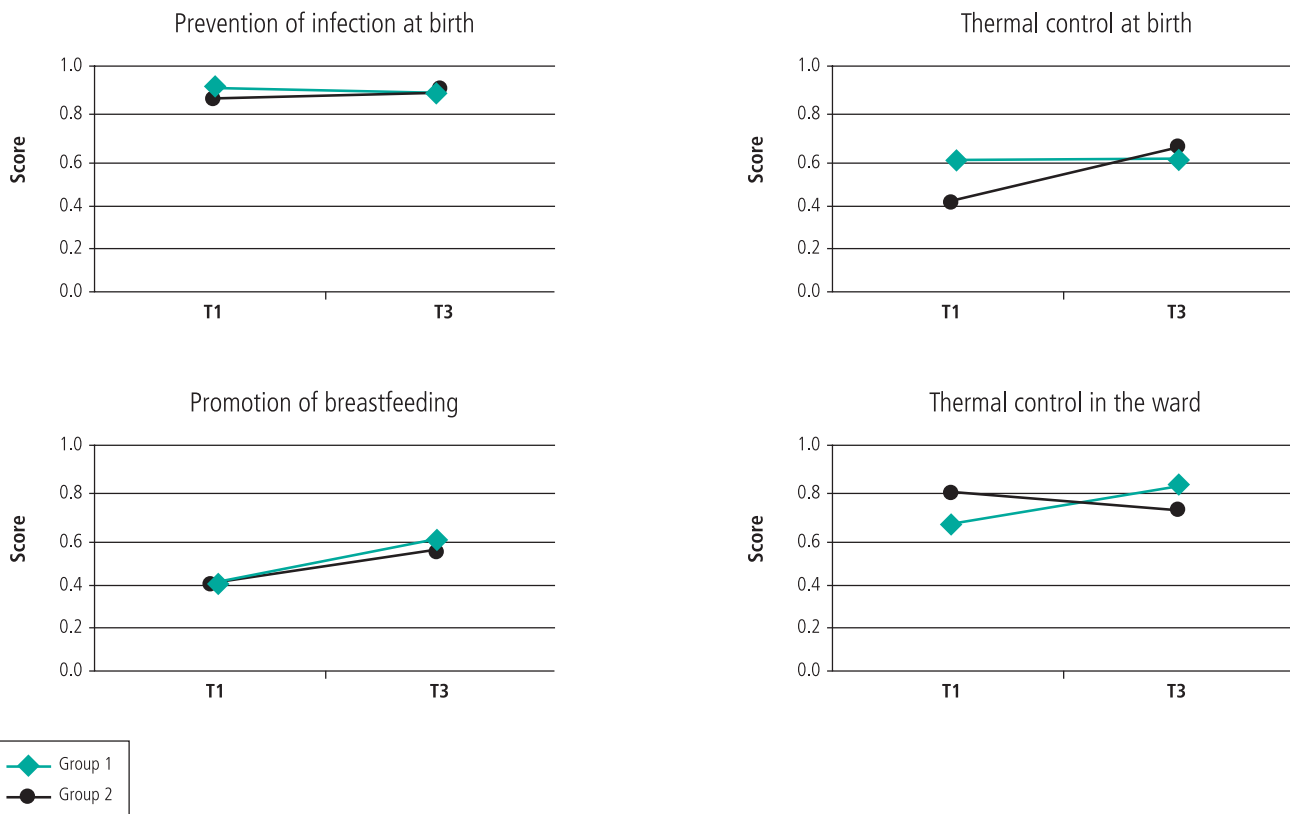 Prevention of infection at birth
1.0
0.8
0.6
0.4
0.2
0.0
Score
T1 T3
Thermal control at birth
1.0
0.8
0.6
0.4
0.2
0.0
Score
T1 T3
Promotion of breastfeeding
1.0
0.8
0.6
0.4
0.2
0.0
Score
T1 T3
Thermal control in the ward
1.0
0.8
0.6
0.4
0.2
0.0
Score
T1 T3
Group 1
Group 2